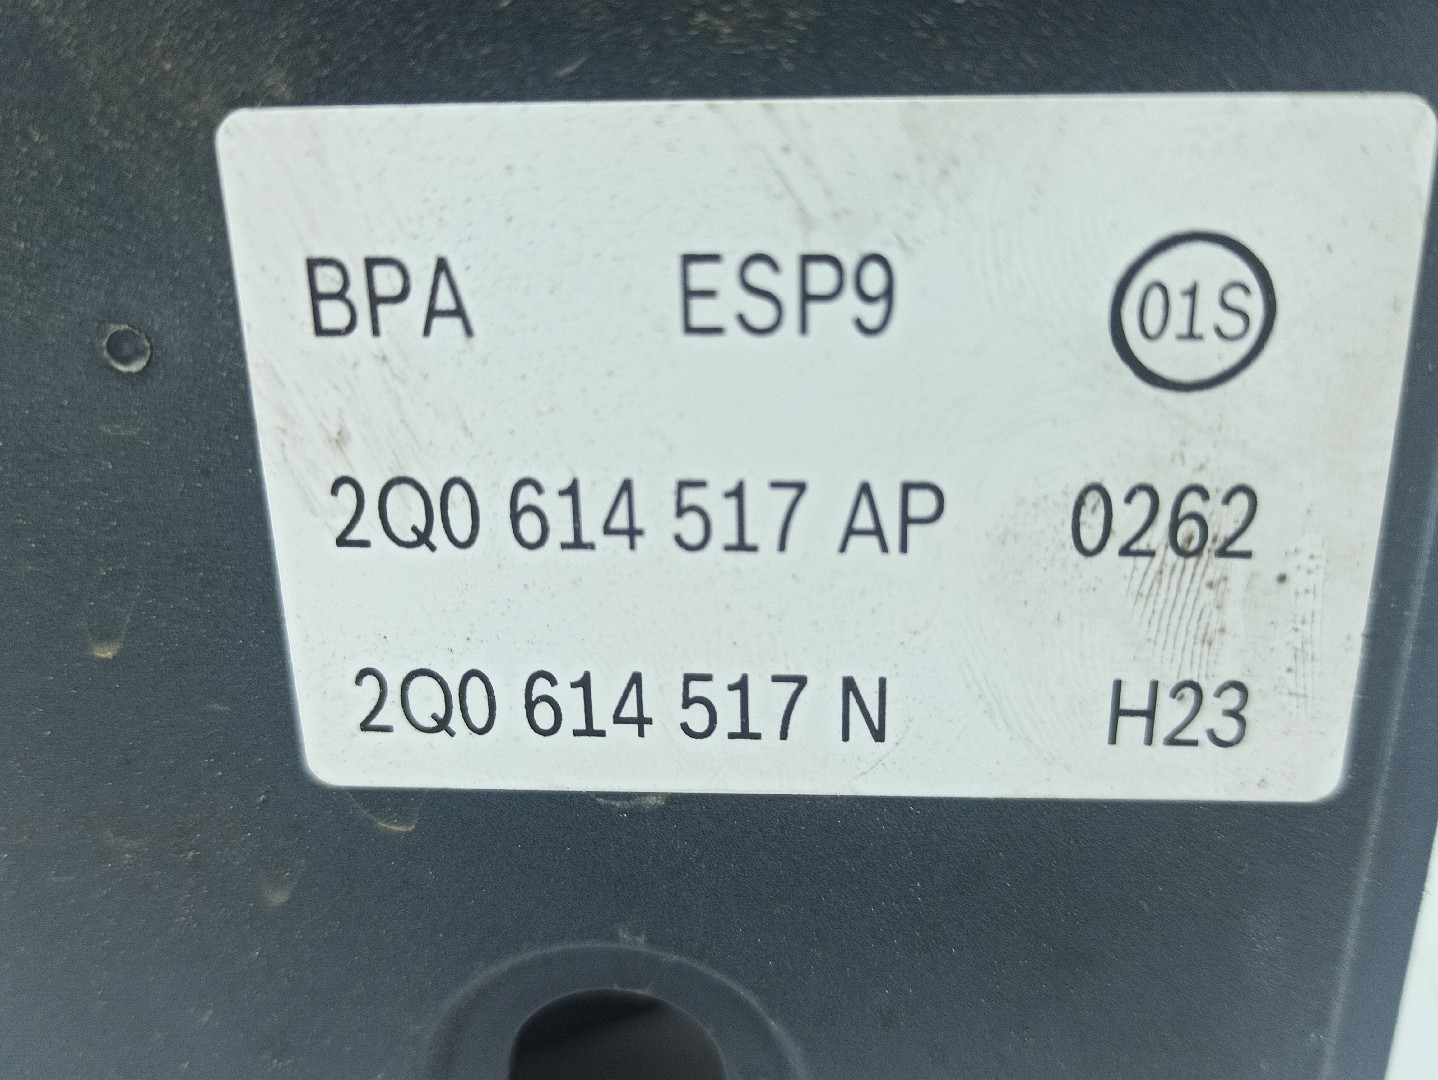 BPA ESP9 01S
2Q0 614 517 AP 0262
2Q0 614 517 N H23